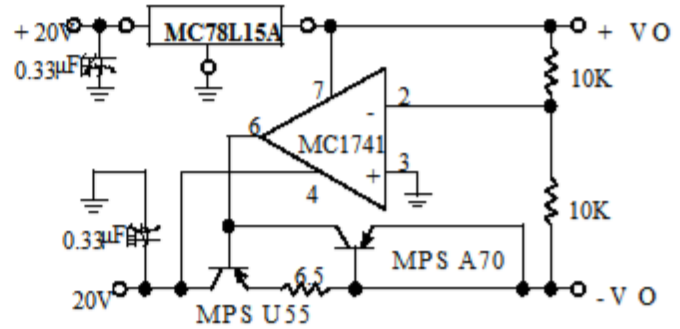 + 20V MC78L15A + VO
0.33μF
7
2
10K
-
6
MC1741
3
+
4
10K
0.33μF
MPS A70
6.5
20V
- VO
MPS U55